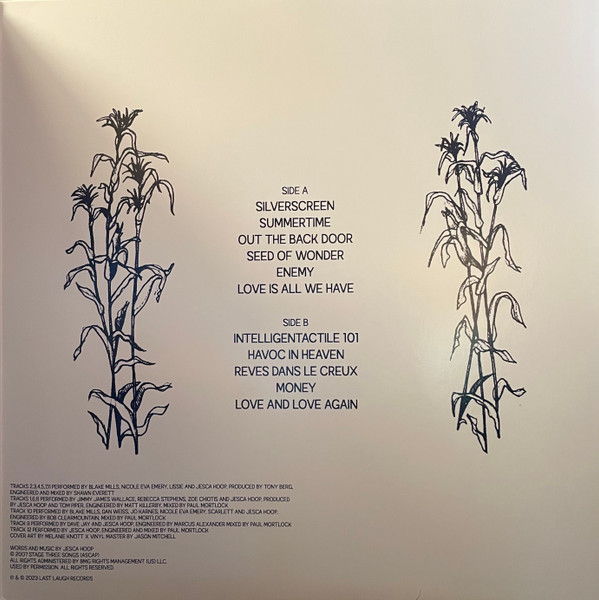 SIDE A
SILVERSCREEN
SUMMERTIME
OUT THE BACK DOOR
SEED OF WONDER
ENEMY
LOVE IS ALL WE HAVE
SIDE B
INTELLIGENTACTILE 101
HAVOC IN HEAVEN
REVES DANS LE CREUX
MONEY
LOVE AND LOVE AGAIN
TRACKS 2,3,4,5,7,11 PERFORMED BY BLAKE MILLS, NICOLE EVA EMERY, LISSIE AND JESCA HOOP, PRODUCED BY TONY BERG,
ENGINEERED AND MIXED BY SHAWN EVERETT
TRACKS 1,6,8 PERFORMED BY JIMMY JAMES WALLACE, REBECCA STEPHENS, ZOE CHIOTIS AND JESCA HOOP, PRODUCED
BY JESCA HOOP AND TOM PIPER, ENGINEERED BY MATT KILLERBY, MIXED BY PAUL MORTLOCK
TRACK 10 PERFORMED BY BLAKE MILLS, DAN WEISS, JO KARNES, NICOLE EVA EMERY, SCARLETT AND JESCA HOOP,
ENGINEERED BY BOB CLEARMOUNTAIN, MIXED BY PAUL MORTLOCK
TRACK 9 PERFORMED BY DAVE JAY AND JESCA HOOP, ENGINEERED BY MARCUS ALEXANDER MIXED BY PAUL MORTLOCK
TRACK 12 PERFORMED BY JESCA HOOP, ENGINEERED AND MIXED BY PAUL MORTLOCK
COVER ART BY MELANIE KNOTT X VINYL MASTER BY JASON MITCHELL
WORDS AND MUSIC BY JESCA HOOP
© 2007 STAGE THREE SONGS (ASCAP)
ALL RIGHTS ADMINISTERED BY BMG RIGHTS MANAGEMENT (US) LLC.
USED BY PERMISSION. ALL RIGHTS RESERVED.
℗ & © 2023 LAST LAUGH RECORDS